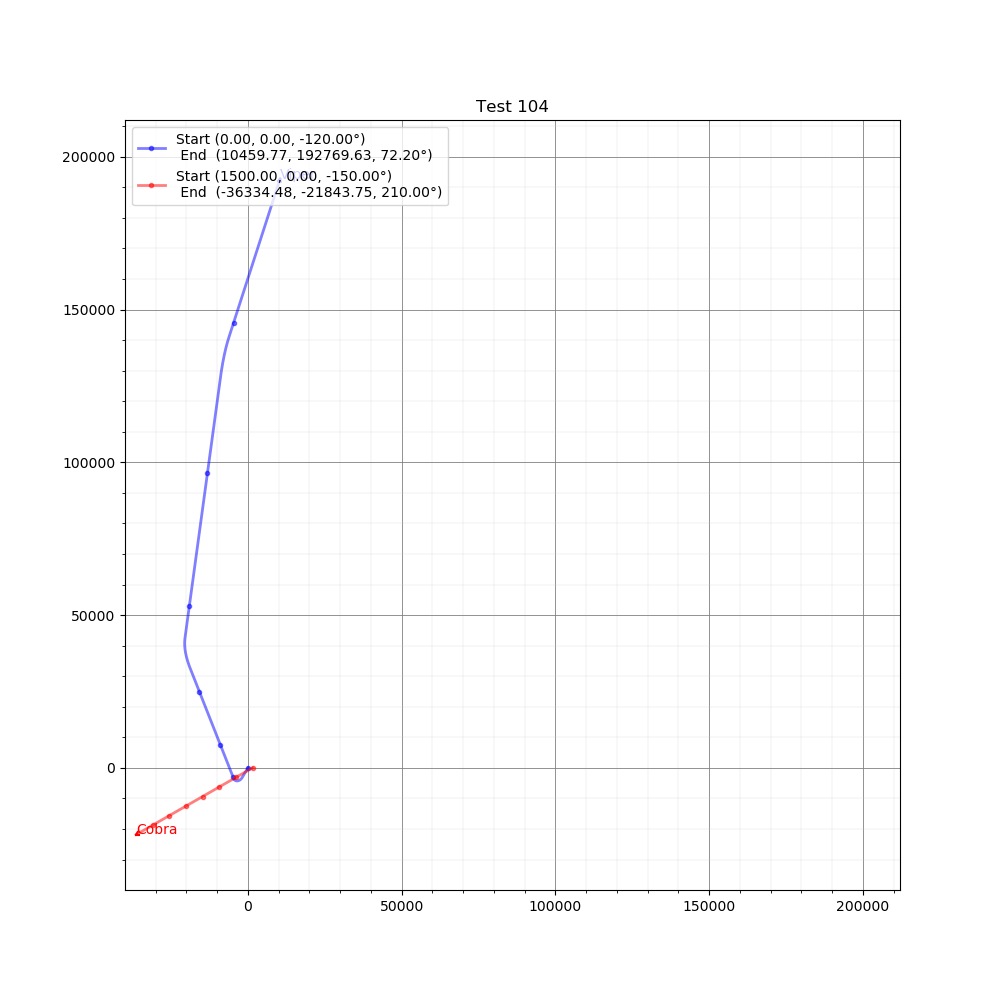 Test 104
Start (0.00, 0.00, -120.00°)
End  (10459.77, 192769.63, 72.20°)
Start (1500.00, 0.00, -150.00°)
End  (-36334.48, -21843.75, 210.00°)
200000
150000
100000
50000
0
Cobra
0
50000
100000
150000
200000